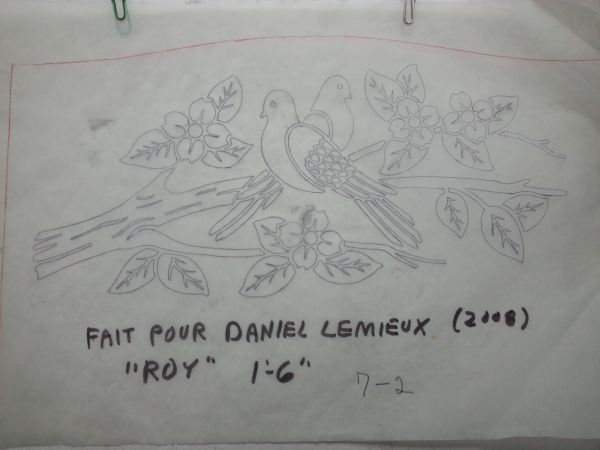 FAIT POUR DANIEL LEMIEUX (2008)
"ROY" 1'-6"
7-2